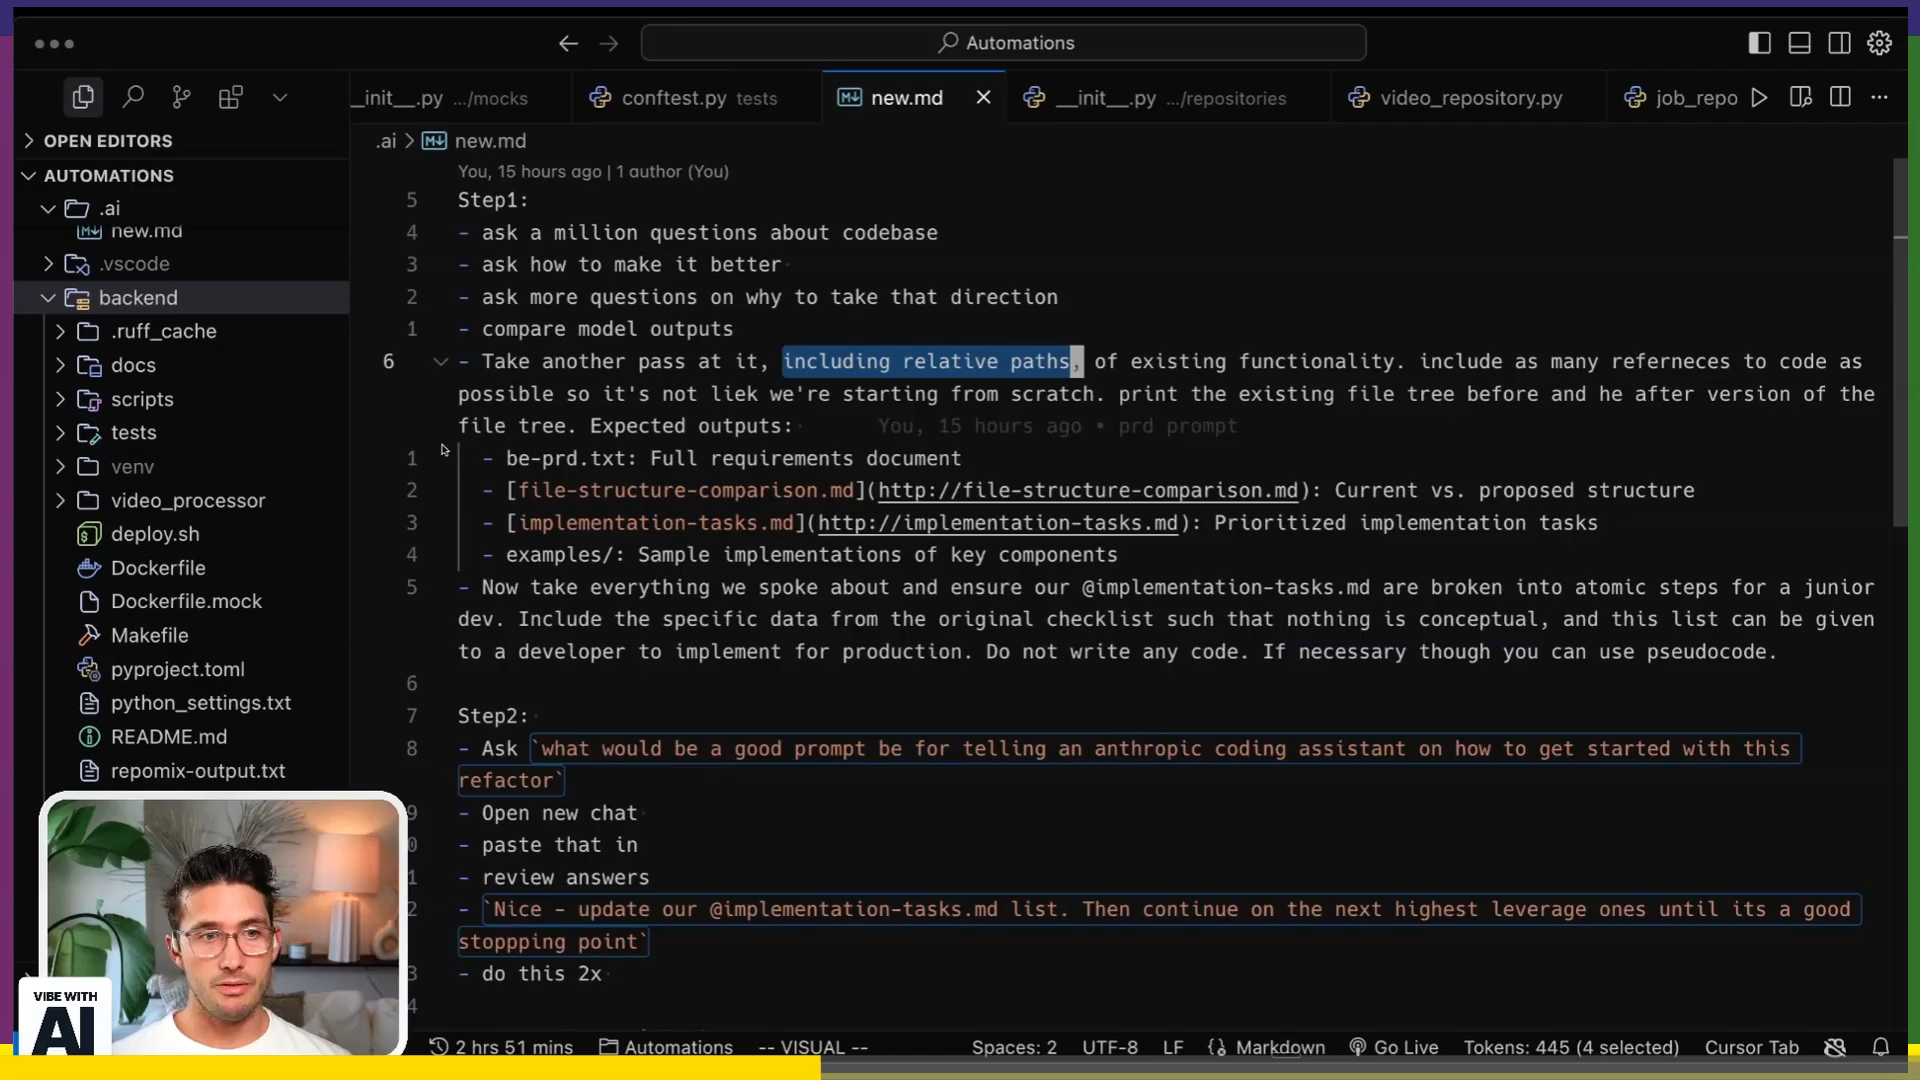 Automations
_init__.py .../mocks
conftest.py tests
new.md
__init__.py .../repositories
video_repository.py
job_repo
OPEN EDITORS
AUTOMATIONS
.ai
new.md
.vscode
backend
.ruff_cache
docs
scripts
tests
venv
video_processor
deploy.sh
Dockerfile
Dockerfile.mock
Makefile
pyproject.toml
python_settings.txt
README.md
repomix-output.txt
.ai > new.md
You, 15 hours ago | 1 author (You)
5 Step1:
4 - ask a million questions about codebase
3 - ask how to make it better
2 - ask more questions on why to take that direction
1 - compare model outputs
6 - Take another pass at it, including relative paths, of existing functionality. include as many referneces to code as
possible so it's not liek we're starting from scratch. print the existing file tree before and he after version of the
file tree. Expected outputs: You, 15 hours ago • prd prompt
1 - be-prd.txt: Full requirements document
2 - [file-structure-comparison.md](http://file-structure-comparison.md): Current vs. proposed structure
3 - [implementation-tasks.md](http://implementation-tasks.md): Prioritized implementation tasks
4 - examples/: Sample implementations of key components
5 - Now take everything we spoke about and ensure our @implementation-tasks.md are broken into atomic steps for a junior
dev. Include the specific data from the original checklist such that nothing is conceptual, and this list can be given
to a developer to implement for production. Do not write any code. If necessary though you can use pseudocode.
6
7 Step2:
8 - Ask `what would be a good prompt be for telling an anthropic coding assistant on how to get started with this
refactor`
9 - Open new chat
0 - paste that in
1 - review answers
2 - `Nice - update our @implementation-tasks.md list. Then continue on the next highest leverage ones until its a good
stoppping point`
3 - do this 2x
4
VIBE WITH
AI
2 hrs 51 mins Automations -- VISUAL -- Spaces: 2 UTF-8 LF Markdown Go Live Tokens: 445 (4 selected) Cursor Tab